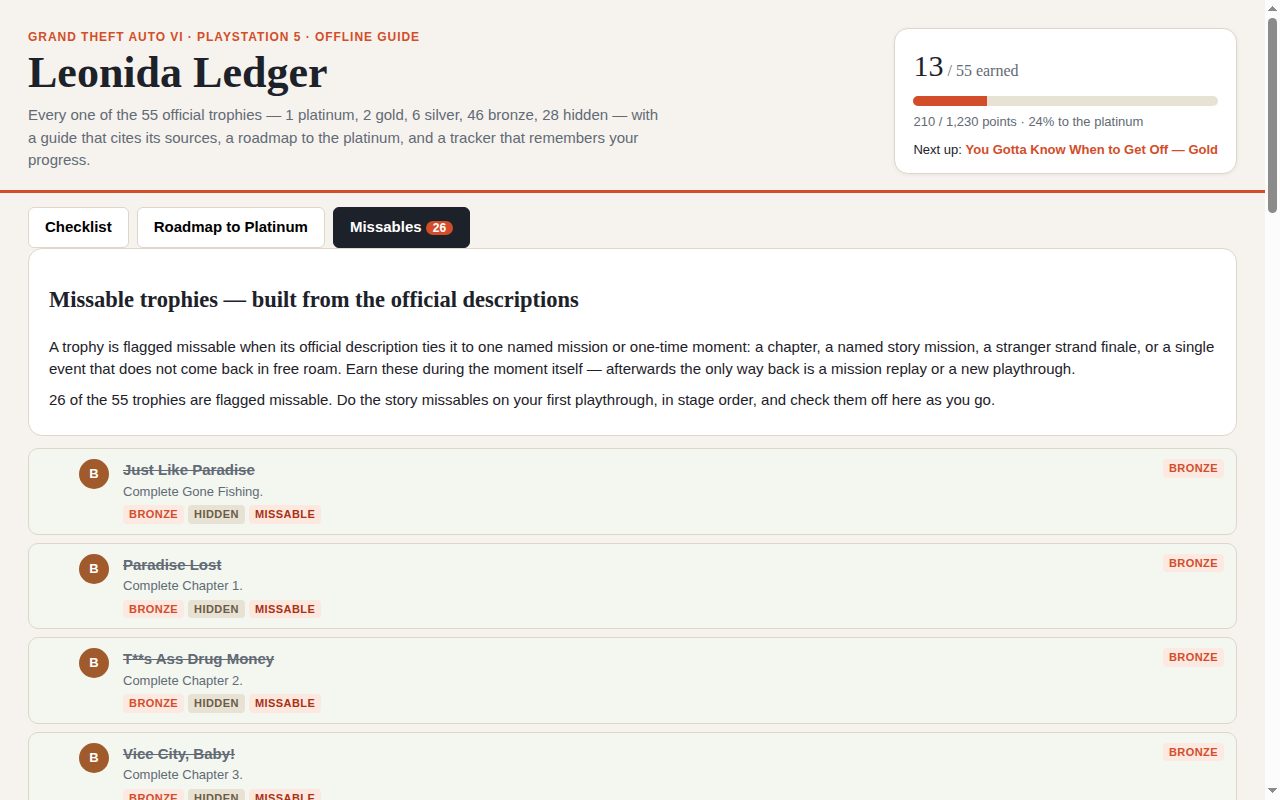 GRAND THEFT AUTO VI · PLAYSTATION 5 · OFFLINE GUIDE
Leonida Ledger
Every one of the 55 official trophies — 1 platinum, 2 gold, 6 silver, 46 bronze, 28 hidden — with
a guide that cites its sources, a roadmap to the platinum, and a tracker that remembers your
progress.
13 / 55 earned
210 / 1,230 points · 24% to the platinum
Next up: You Gotta Know When to Get Off — Gold
Checklist
Roadmap to Platinum
Missables 26
Missable trophies — built from the official descriptions
A trophy is flagged missable when its official description ties it to one named mission or one-time moment: a chapter, a named story mission, a stranger strand finale, or a single
event that does not come back in free roam. Earn these during the moment itself — afterwards the only way back is a mission replay or a new playthrough.
26 of the 55 trophies are flagged missable. Do the story missables on your first playthrough, in stage order, and check them off here as you go.
B
Just Like Paradise
BRONZE
Complete Gone Fishing.
BRONZE HIDDEN MISSABLE
B
Paradise Lost
BRONZE
Complete Chapter 1.
BRONZE HIDDEN MISSABLE
B
T**s Ass Drug Money
BRONZE
Complete Chapter 2.
BRONZE HIDDEN MISSABLE
B
Vice City, Baby!
BRONZE
Complete Chapter 3.
BRONZE HIDDEN MISSABLE